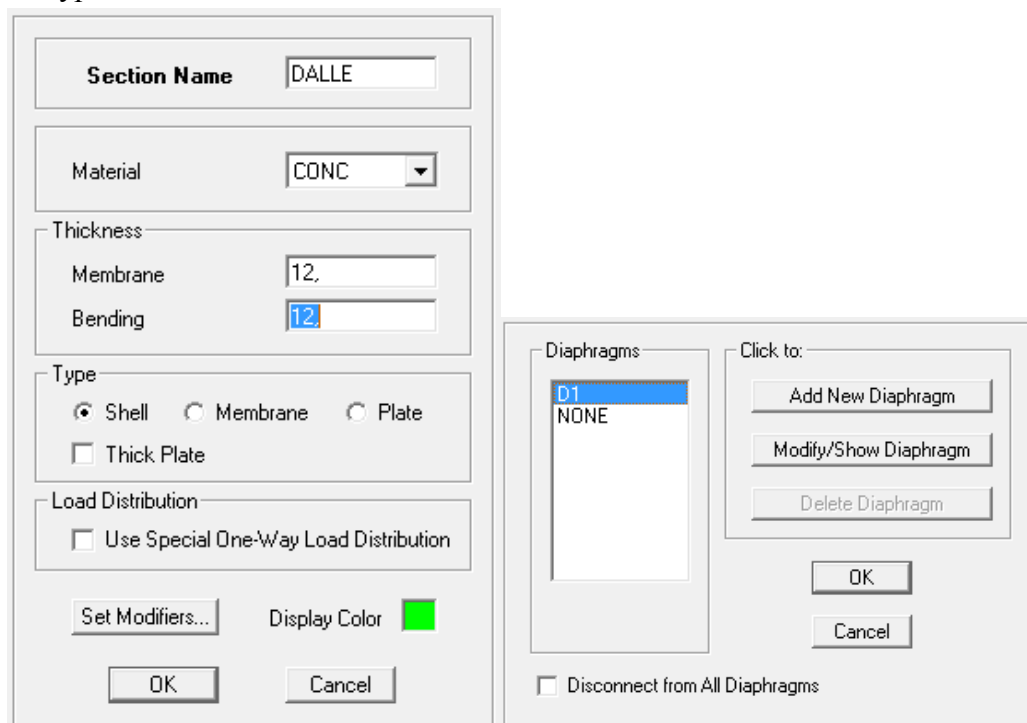 Section Name DALLE
Material CONC
Thickness
Membrane 12,
Bending 12,
Type
Shell Membrane Plate
Thick Plate
Load Distribution
Use Special One-Way Load Distribution
Set Modifiers... Display Color
OK Cancel
Diaphragms
D1
NONE
Click to:
Add New Diaphragm
Modify/Show Diaphragm
Delete Diaphragm
OK
Cancel
Disconnect from All Diaphragms